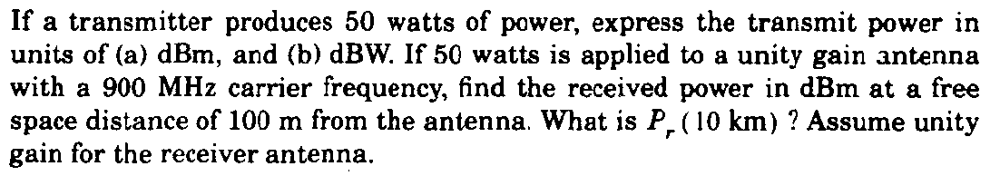 If a transmitter produces 50 watts of power, express the transmit power in
units of (a) dBm, and (b) dBW. If 50 watts is applied to a unity gain antenna
with a 900 MHz carrier frequency, find the received power in dBm at a free
space distance of 100 m from the antenna. What is P_r ( 10 km) ? Assume unity
gain for the receiver antenna.